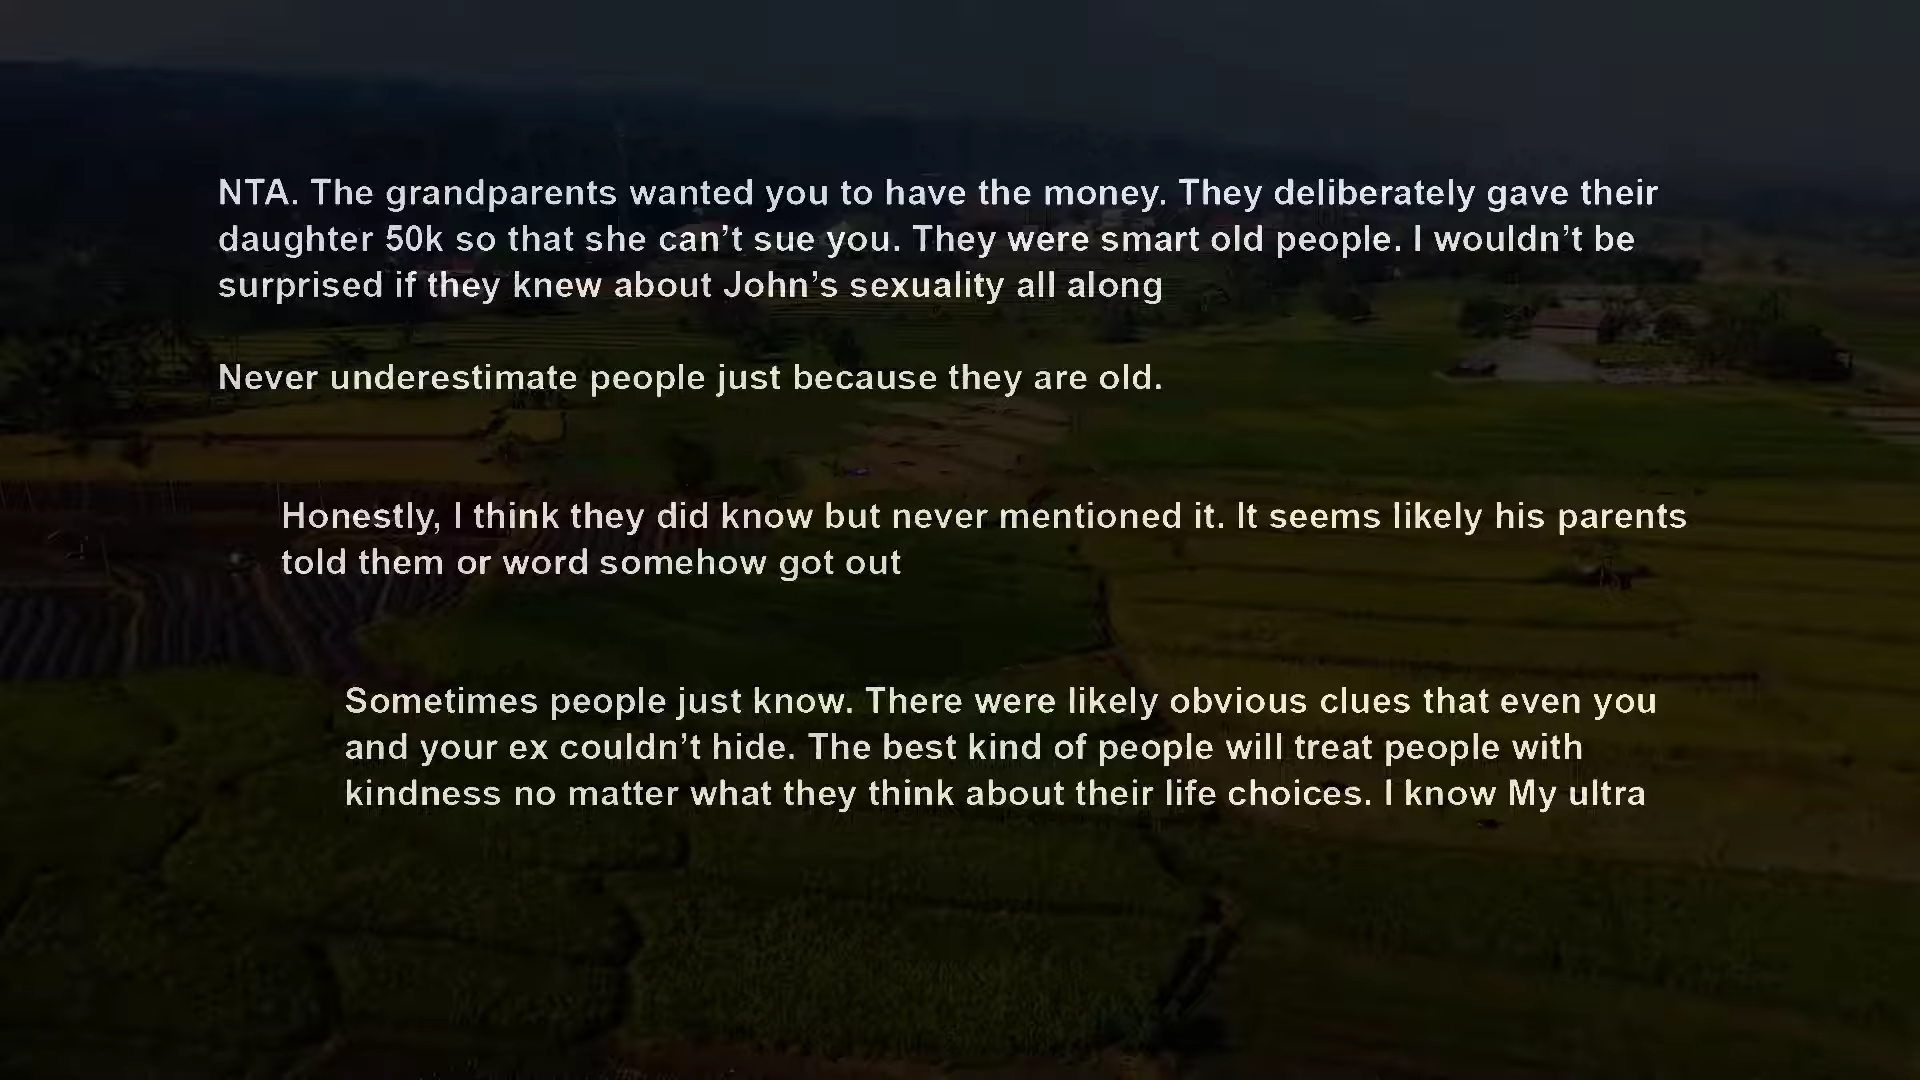 NTA. The grandparents wanted you to have the money. They deliberately gave their
daughter 50k so that she can’t sue you. They were smart old people. I wouldn’t be
surprised if they knew about John’s sexuality all along
Never underestimate people just because they are old.
Honestly, I think they did know but never mentioned it. It seems likely his parents
told them or word somehow got out
Sometimes people just know. There were likely obvious clues that even you
and your ex couldn’t hide. The best kind of people will treat people with
kindness no matter what they think about their life choices. I know My ultra